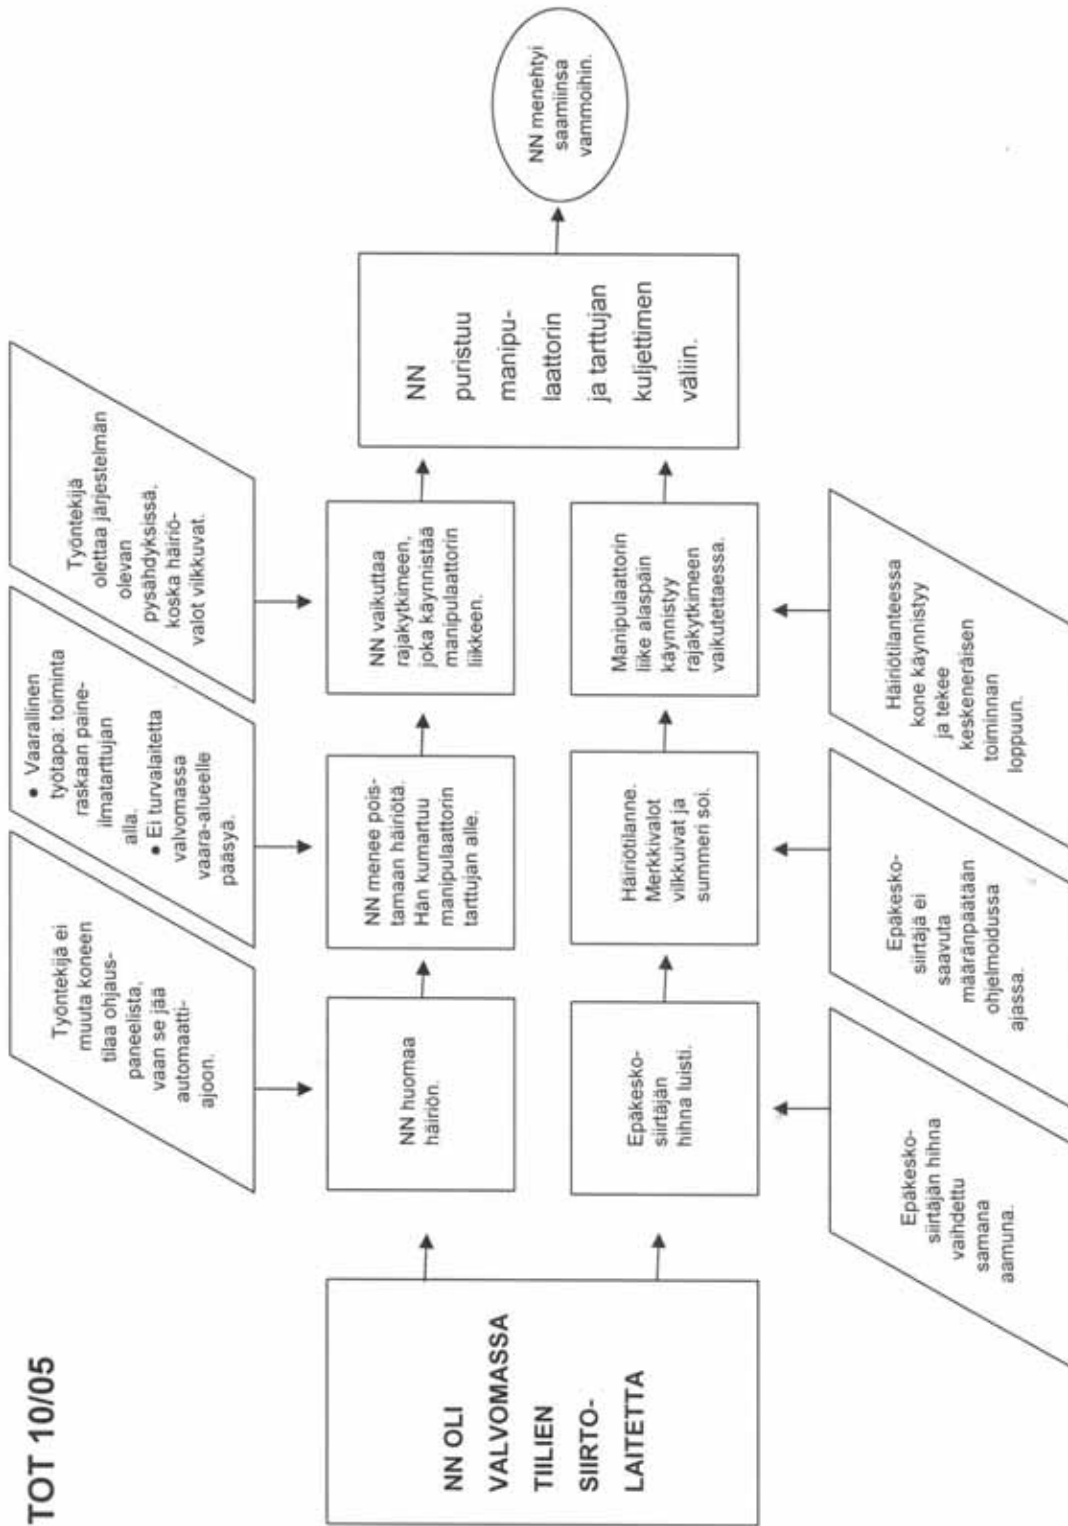 TOT 10/05
Työntekijä ei
muuta koneen
tilaa ohjaus-
paneelista,
vaan se jää
automaatti-
ajoon.
• Vaarallinen
työtapa: toiminta
raskaan paine-
ilmatarttujan
alla.
• Ei turvalaitetta
valvomassa
vaara-alueelle
pääsyä.
Työntekijä
olettaa järjestelmän
olevan
pysähdyksissä,
koska häiriö-
valot vilkkuvat.
NN OLI
VALVOMASSA
TIILIEN
SIIRTO-
LAITETTA
NN huomaa
häiriön.
NN menee pois-
tamaan häiriötä.
Hän kumartuu
manipulaattorin
tarttujan alle.
NN vaikuttaa
rajakytkimeen,
joka käynnistää
manipulaattorin
liikkeen.
Epäkesko-
siirtäjän
hihna luisti.
Häiriötilanne.
Merkkivalot
vilkkuivat ja
summeri soi.
Manipulaattorin
liike alaspäin
käynnistyy
rajakytkimeen
vaikutettaessa.
NN
puristuu
manipu-
laattorin
ja tarttujan
kuljettimen
väliin.
NN menehtyi
saamiinsa
vammoihin.
Epäkesko-
siirtäjän hihna
vaihdettu
samana
aamuna.
Epäkesko-
siirtäjä ei
saavuta
määränpäätään
ohjelmoidussa
ajassa.
Häiriötilanteessa
kone käynnistyy
ja tekee
keskeneräisen
toiminnan
loppuun.